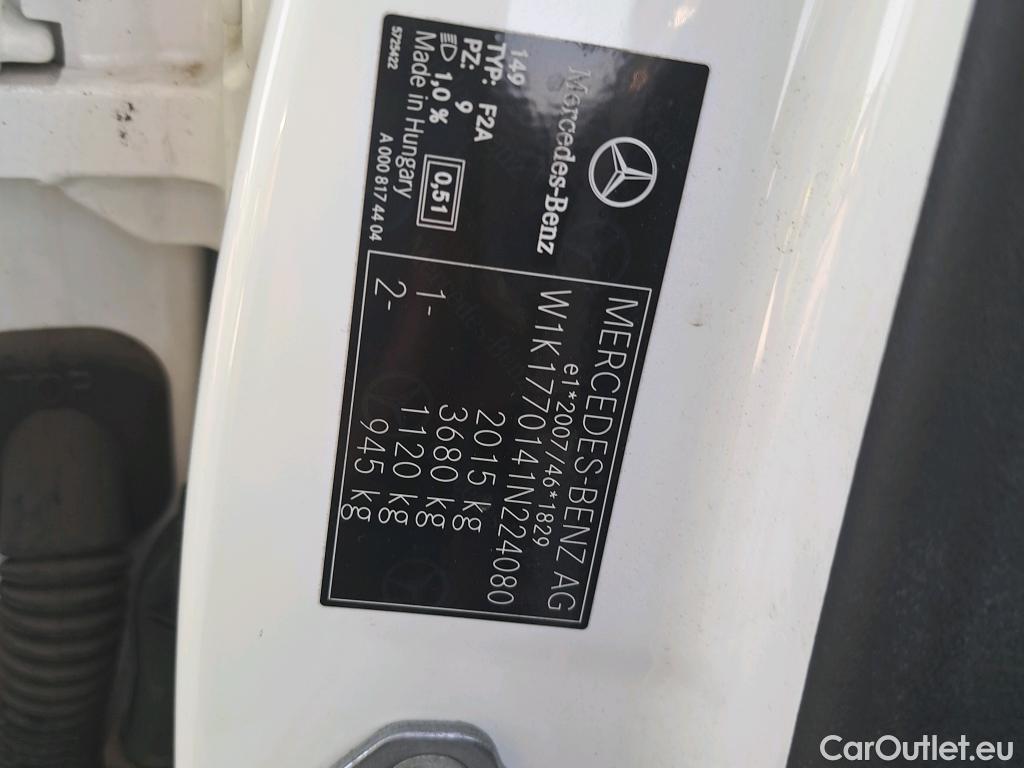 Mercedes-Benz
149
TYP: F2A
PZ: 9
1,0 %
0,51
Made in Hungary
5725422
A 000 817 44 04
MERCEDES-BENZ AG
e1*2007/46*1829
W1K1770141N224080
2015 kg
3680 kg
1- 1120 kg
2- 945 kg
CarOutlet.eu